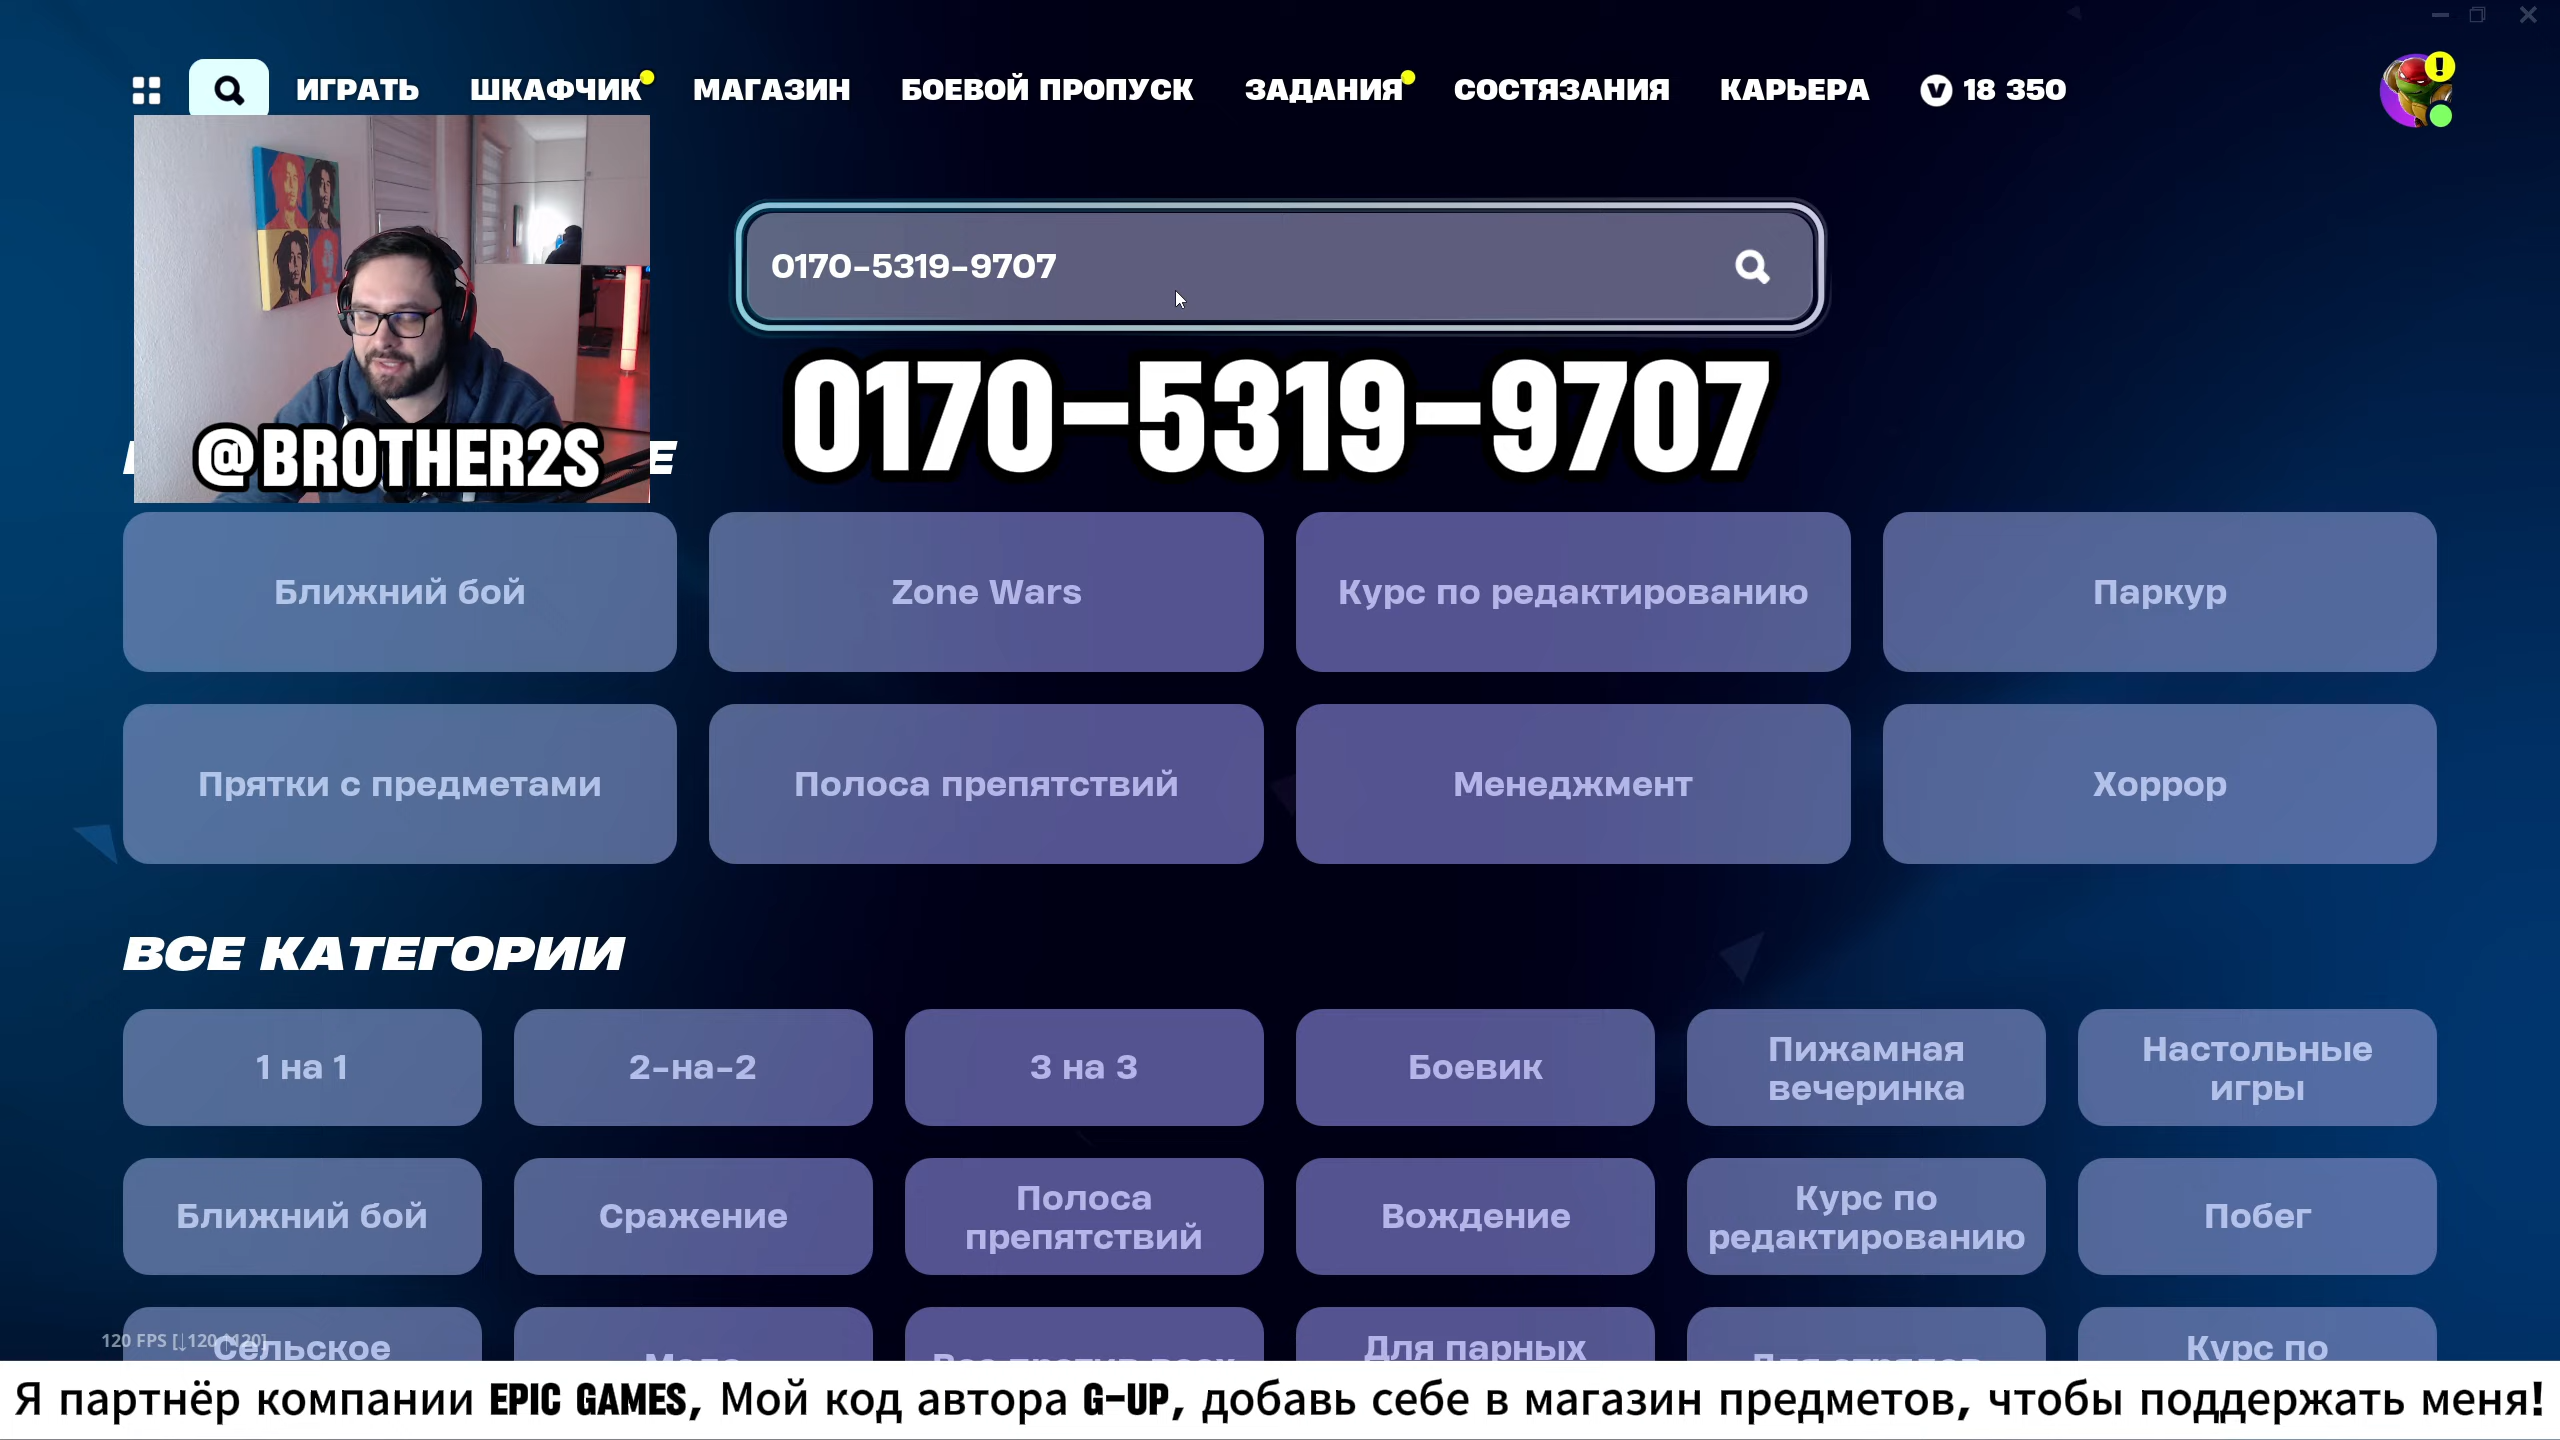 ИГРАТЬ ШКАФЧИК МАГАЗИН БОЕВОЙ ПРОПУСК ЗАДАНИЯ СОСТЯЗАНИЯ КАРЬЕРА V 18 350 !
0170-5319-9707
0170-5319-9707
@BROTHER2S
Ближний бой Zone Wars Курс по редактированию Паркур
Прятки с предметами Полоса препятствий Менеджмент Хоррор
ВСЕ КАТЕГОРИИ
1 на 1 2-на-2 3 на 3 Боевик Пижамная вечеринка Настольные игры
Ближний бой Сражение Полоса препятствий Вождение Курс по редактированию Побег
120 FPS [↓120 ↑120]
Сельское Для парных Курс по
Я партнёр компании EPIC GAMES, Мой код автора G-UP, добавь себе в магазин предметов, чтобы поддержать меня!